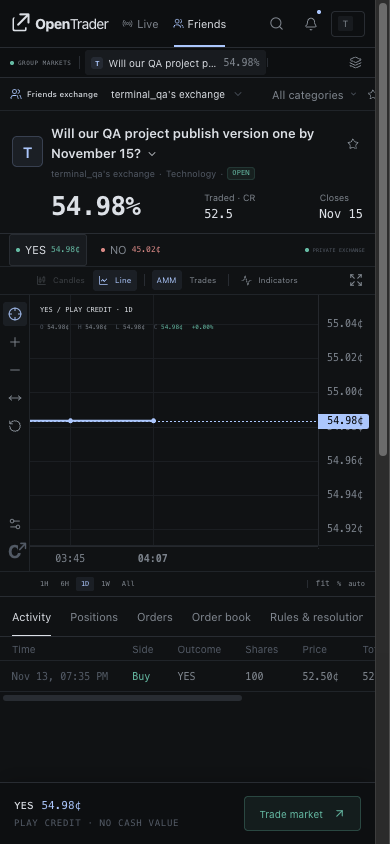 OpenTrader Live Friends T
GROUP MARKETS T Will our QA project p… 54.98%
Friends exchange terminal_qa's exchange All categories
T Will our QA project publish version one by
November 15?
terminal_qa's exchange · Technology · OPEN
54.98% Traded · CR Closes
52.5 Nov 15
YES 54.98¢ NO 45.02¢ PRIVATE EXCHANGE
Candles Line AMM Trades Indicators
YES / PLAY CREDIT · 1D
O 54.98¢ H 54.98¢ L 54.98¢ C 54.98¢ +0.00%
55.04¢
55.02¢
55.00¢
54.98¢
54.96¢
54.94¢
54.92¢
03:45 04:07
1H 6H 1D 1W All fit % auto
Activity Positions Orders Order book Rules & resolution
Time Side Outcome Shares Price To
Nov 13, 07:35 PM Buy YES 100 52.50¢ 52
YES 54.98¢
PLAY CREDIT · NO CASH VALUE
Trade market